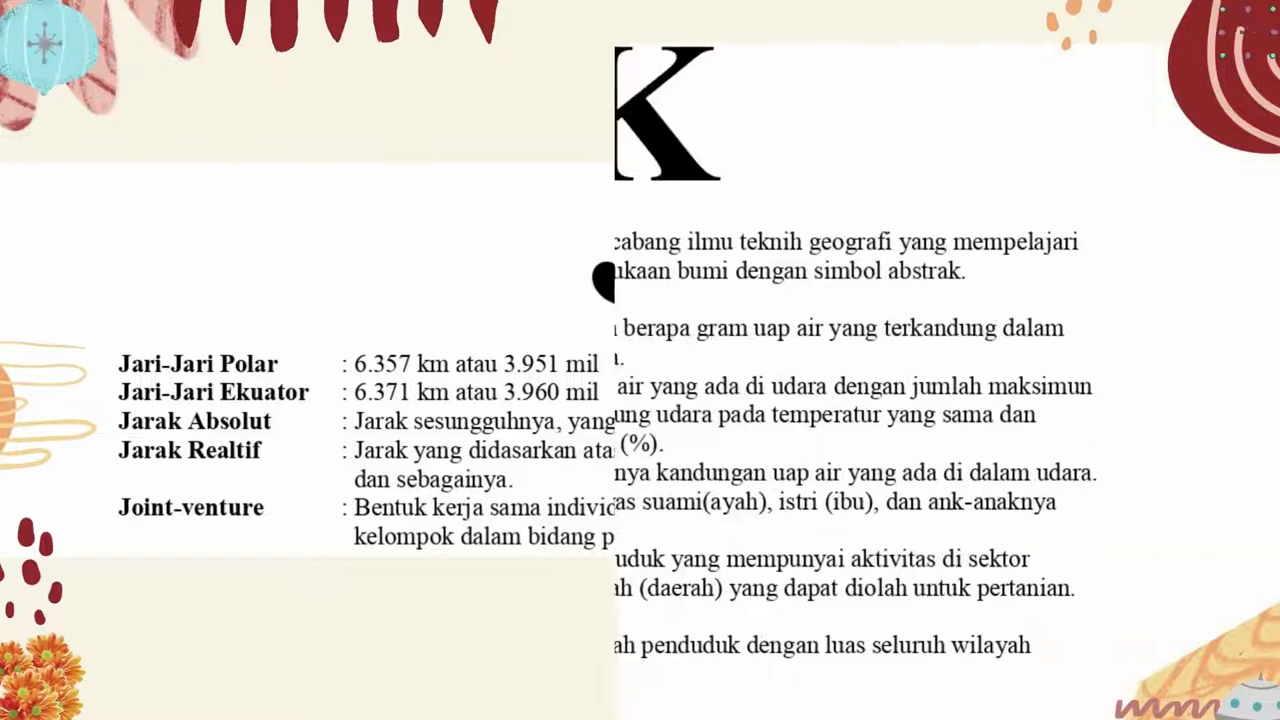 Jari-Jari Polar : 6.357 km atau 3.951 mil
Jari-Jari Ekuator : 6.371 km atau 3.960 mil
Jarak Absolut : Jarak sesungguhnya, yang
Jarak Realtif : Jarak yang didasarkan ata
dan sebagainya.
Joint-venture : Bentuk kerja sama
kelompok dalam bidang
K
cabang ilmu teknih geografi yang mempelajari
bumi dengan simbol abstrak.
berapa gram uap air yang terkandung dalam
air yang ada di udara dengan jumlah maksimun
udara pada temperatur yang sama dan
(%).
nya kandungan uap air yang ada di dalam udara.
as suami(ayah), istri (ibu), dan ank-anaknya
uduk yang mempunyai aktivitas di sektor
ah (daerah) yang dapat diolah untuk pertanian.
ah penduduk dengan luas seluruh wilayah